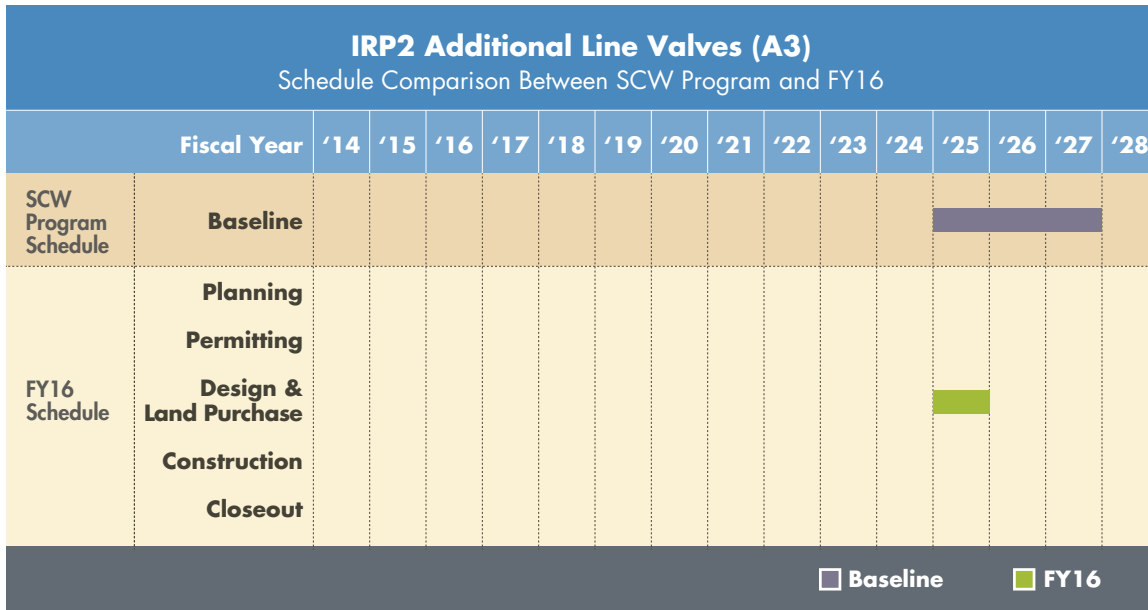 IRP2 Additional Line Valves (A3)
Schedule Comparison Between SCW Program and FY16
Fiscal Year ‘14 ‘15 ‘16 ‘17 ‘18 ‘19 ‘20 ‘21 ‘22 ‘23 ‘24 ‘25 ‘26 ‘27 ‘28
SCW
Program
Schedule
Baseline
FY16
Schedule
Planning
Permitting
Design &
Land Purchase
Construction
Closeout
Baseline FY16